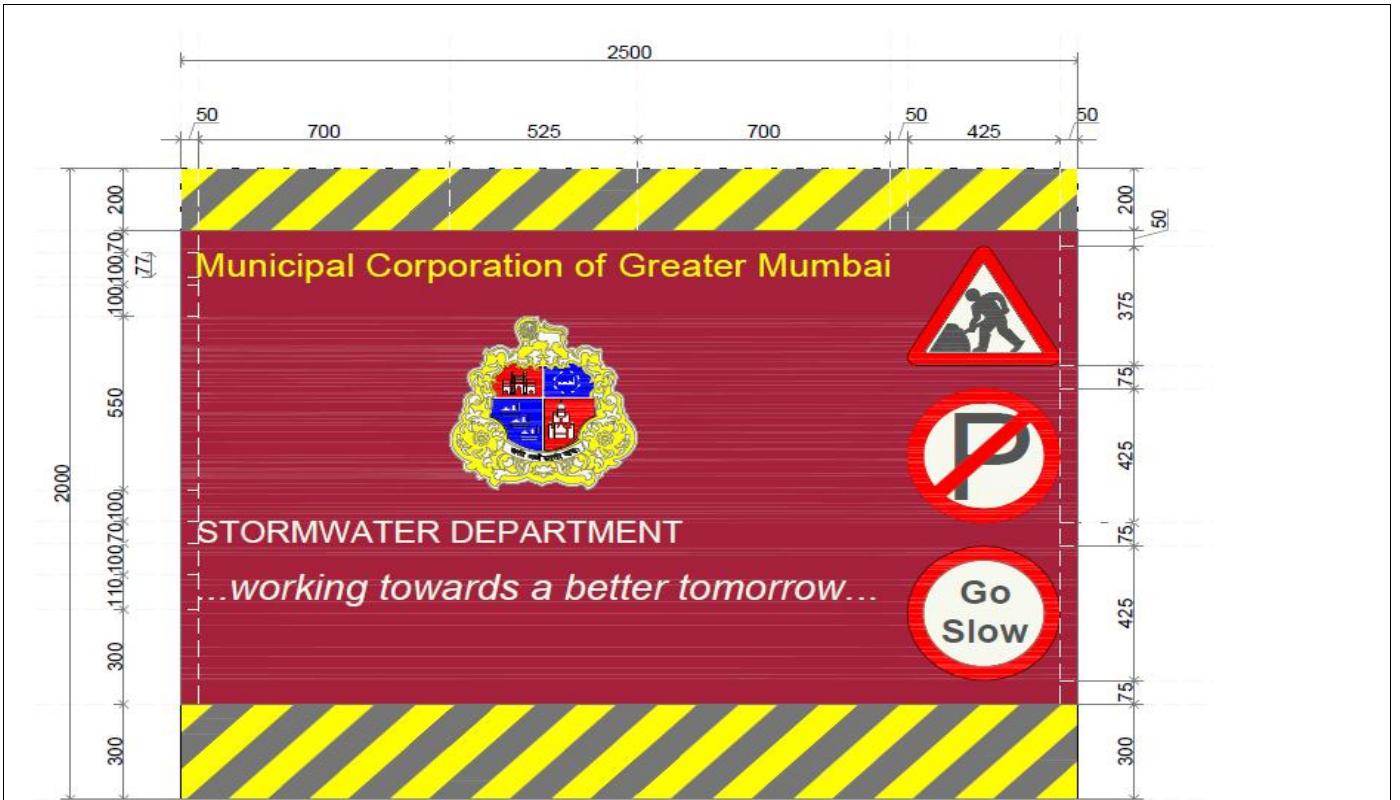 2500
50 700 525 700 50 425 50
200 200
50
70
77
100 Municipal Corporation of Greater Mumbai
100
375
75
550
2000
425
100
70 STORMWATER DEPARTMENT 75
100
110 ...working towards a better tomorrow... Go
Slow 425
300
75
300 300
P